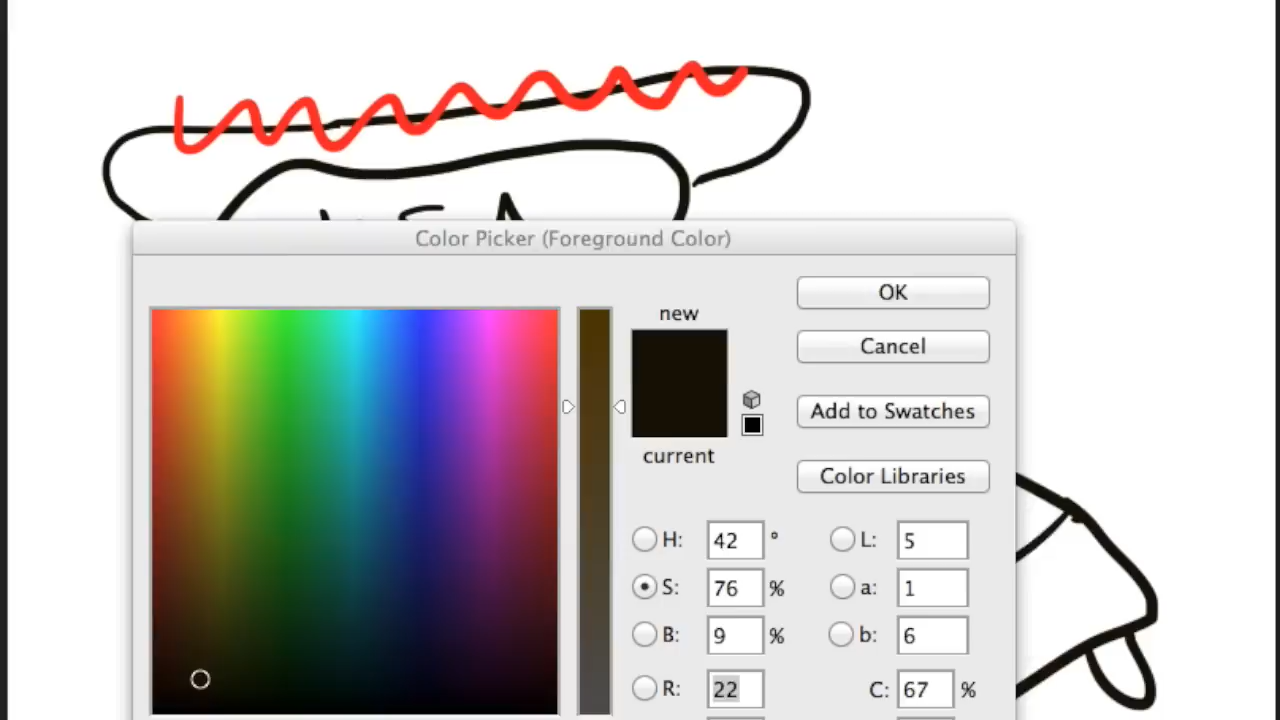 Color Picker (Foreground Color)
new
OK
Cancel
Add to Swatches
current
Color Libraries
H: 42 °
L: 5
S: 76 %
a: 1
B: 9 %
b: 6
R: 22
C: 67 %